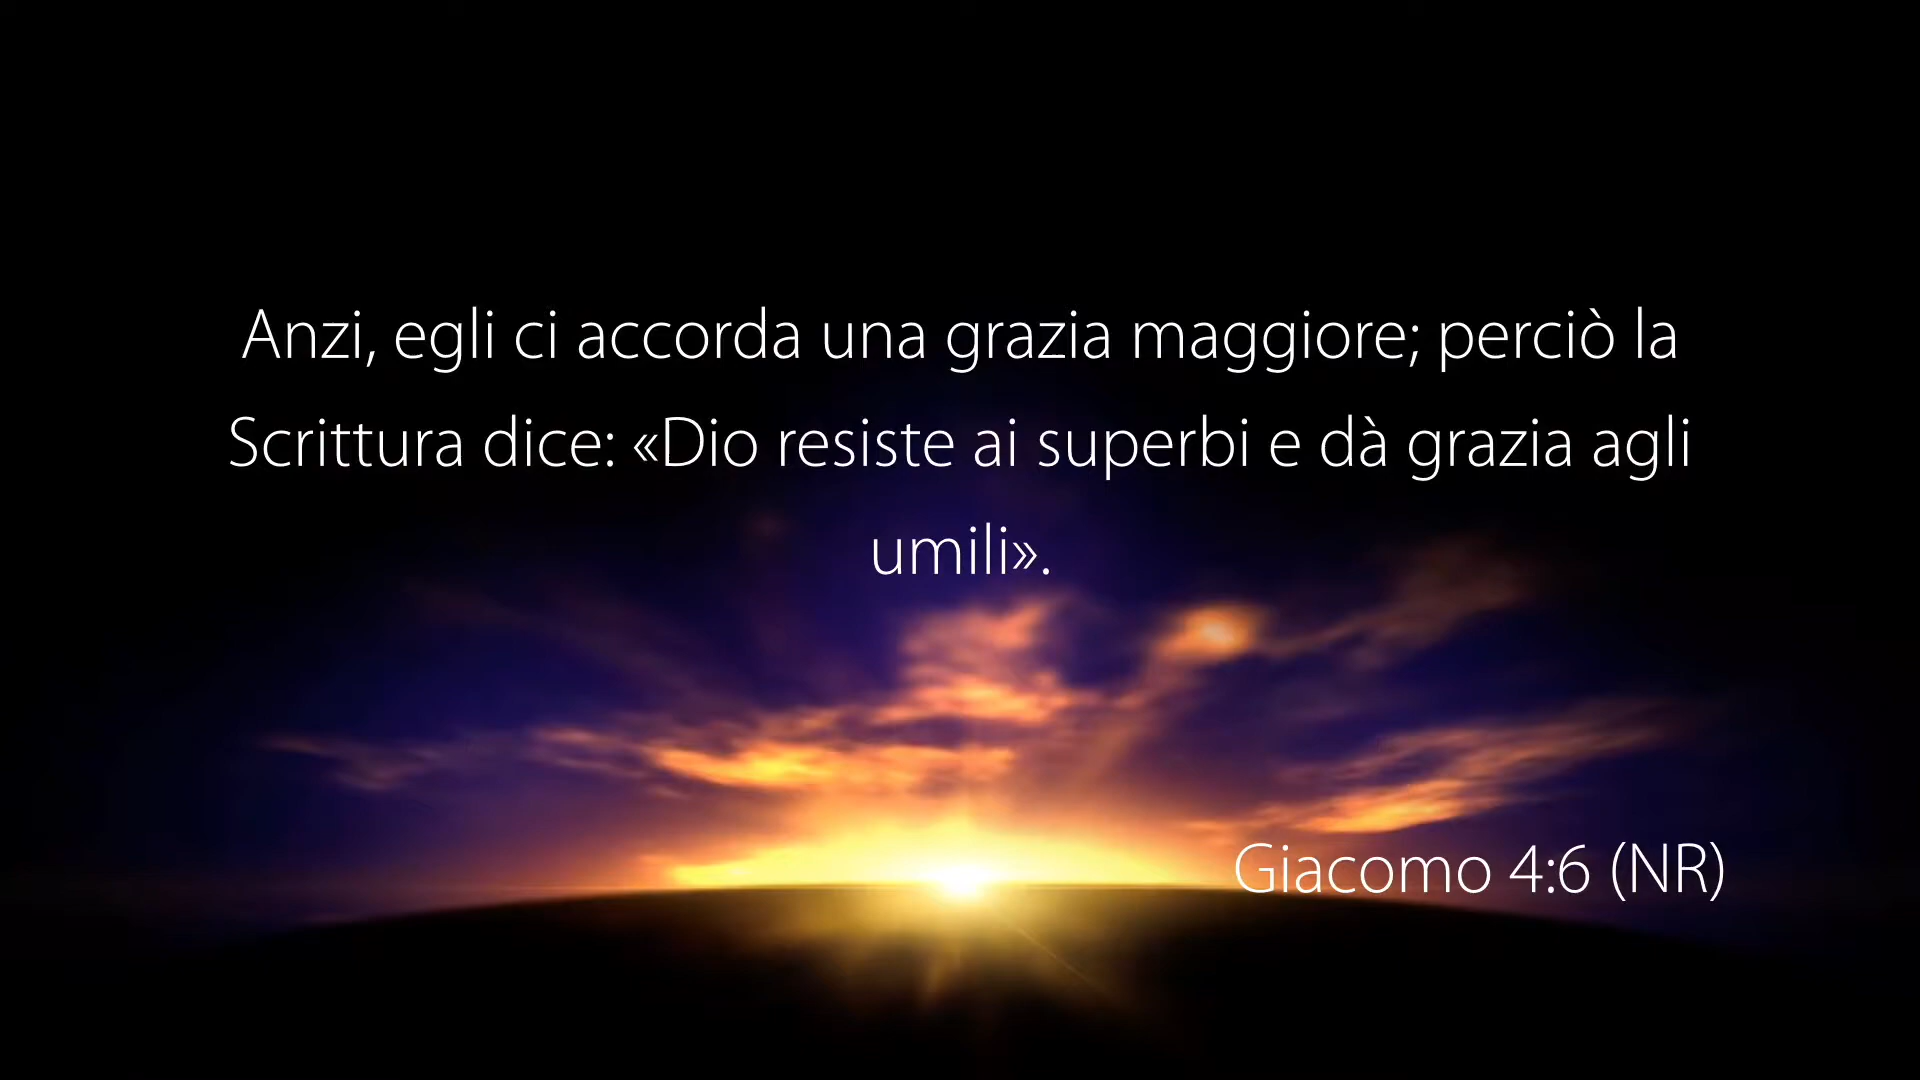 Anzi, egli ci accorda una grazia maggiore; perciò la
Scrittura dice: «Dio resiste ai superbi e dà grazia agli
umili».
Giacomo 4:6 (NR)